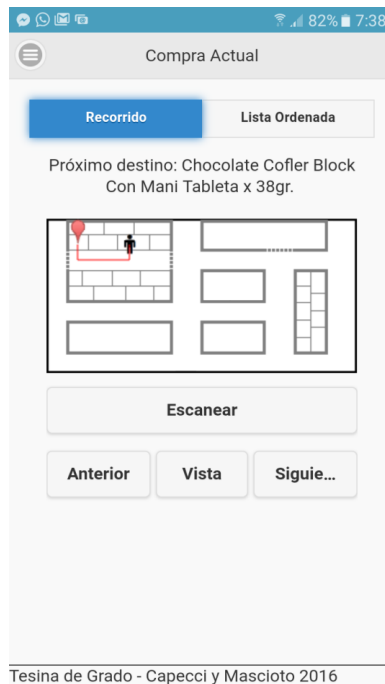 82% 7:38
Compra Actual
Recorrido Lista Ordenada
Próximo destino: Chocolate Cofler Block
Con Mani Tableta x 38gr.
Escanear
Anterior Vista Siguie...
Tesina de Grado - Capecci y Mascioto 2016